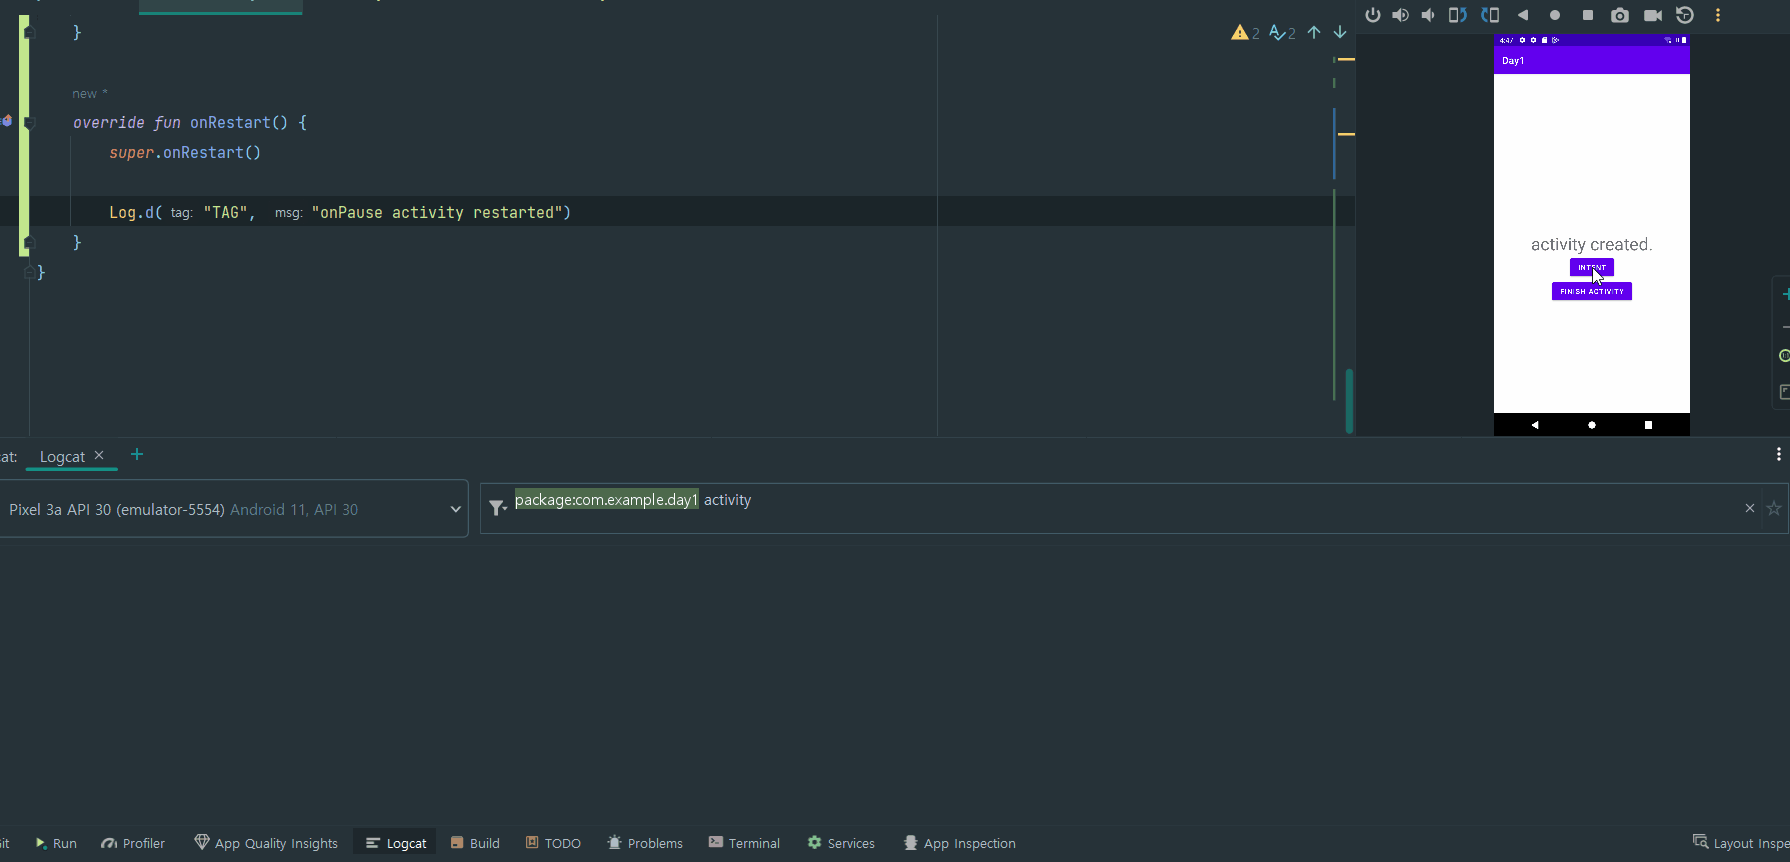 }
2 2
new *
override fun onRestart() {
super.onRestart()
Log.d( tag: "TAG", msg: "onPause activity restarted")
}
}
4:47
Day1
activity created.
INTENT
FINISH ACTIVITY
at: Logcat
Pixel 3a API 30 (emulator-5554) Android 11, API 30
package:com.example.day1 activity
it Run Profiler App Quality Insights Logcat Build TODO Problems Terminal Services App Inspection Layout Inspe